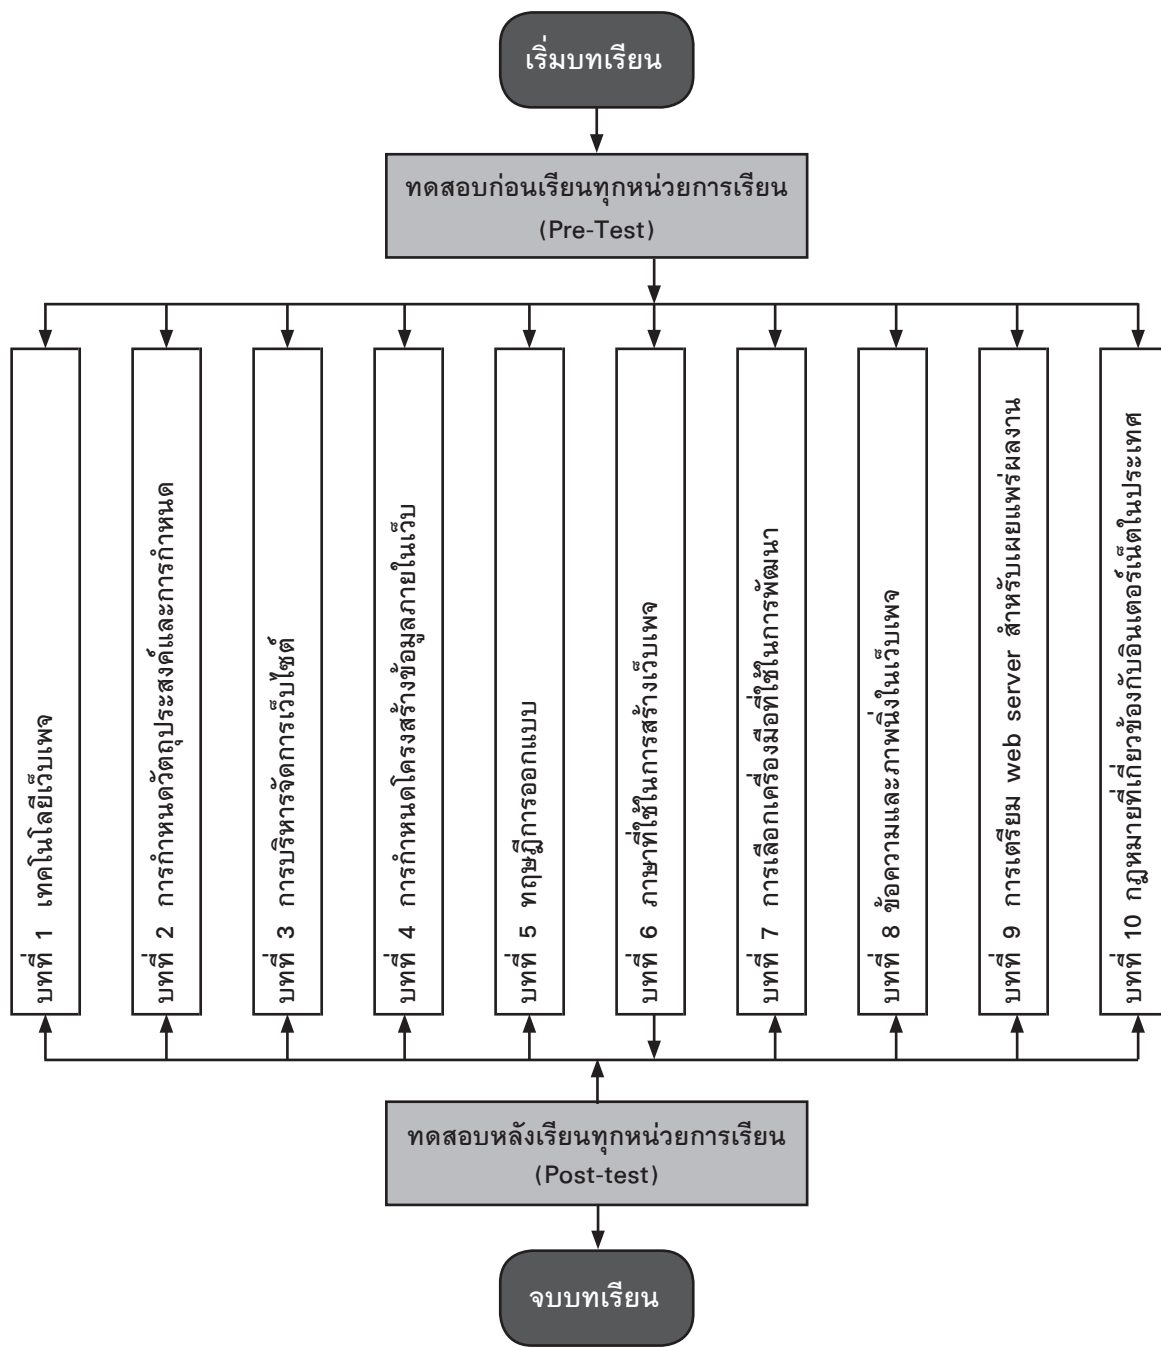 เริ่มบทเรียน
ทดสอบก่อนเรียนทุกหน่วยการเรียน
(Pre-Test)
บทที่ 1 เทคโนโลยีเว็บเพจ
บทที่ 2 การกำหนดวัตถุประสงค์และการกำหนด
บทที่ 3 การบริหารจัดการเว็บไซต์
บทที่ 4 การกำหนดโครงสร้างข้อมูลภายในเว็บ
บทที่ 5 ทฤษฎีการออกแบบ
บทที่ 6 ภาษาที่ใช้ในการสร้างเว็บเพจ
บทที่ 7 การเลือกเครื่องมือที่ใช้ในการพัฒนา
บทที่ 8 ข้อความและภาพนิ่งในเว็บเพจ
บทที่ 9 การเตรียม web server สำหรับเผยแพร่ผลงาน
บทที่ 10 กฎหมายที่เกี่ยวข้องกับอินเตอร์เน็ตในประเทศ
ทดสอบหลังเรียนทุกหน่วยการเรียน
(Post-test)
จบบทเรียน